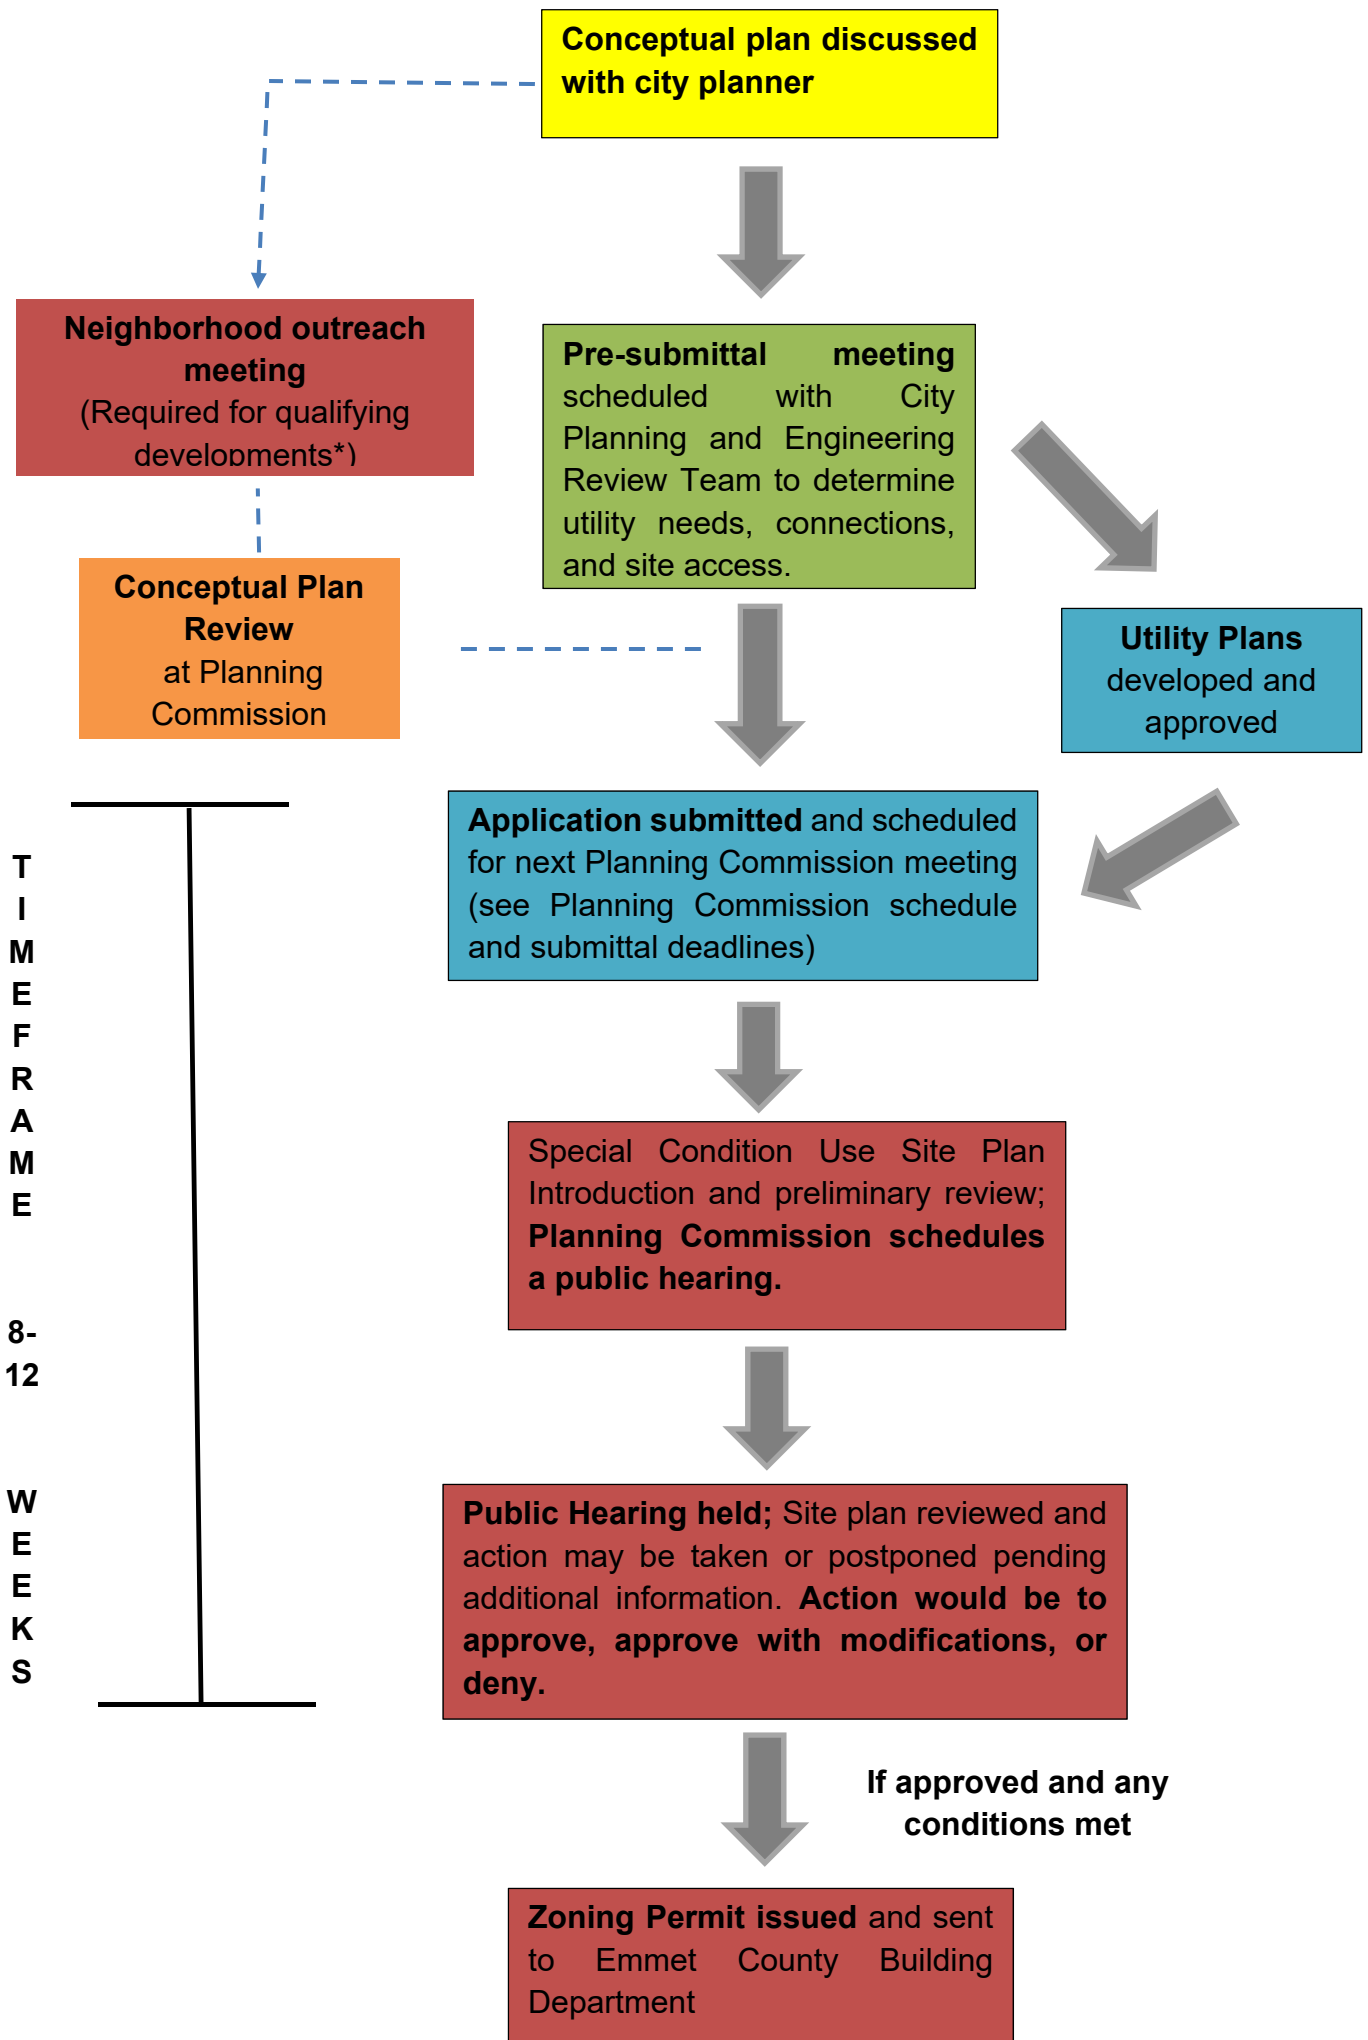 Conceptual plan discussed
with city planner
Neighborhood outreach
meeting
(Required for qualifying
developments*)
Pre-submittal meeting
scheduled with City
Planning and Engineering
Review Team to determine
utility needs, connections,
and site access.
Conceptual Plan
Review
at Planning
Commission
Utility Plans
developed and
approved
Application submitted and scheduled
for next Planning Commission meeting
(see Planning Commission schedule
and submittal deadlines)
T
I
M
E
F
R
A
M
E
8-
12
W
E
E
K
S
Special Condition Use Site Plan
Introduction and preliminary review;
Planning Commission schedules
a public hearing.
Public Hearing held; Site plan reviewed and
action may be taken or postponed pending
additional information. Action would be to
approve, approve with modifications, or
deny.
If approved and any
conditions met
Zoning Permit issued and sent
to Emmet County Building
Department